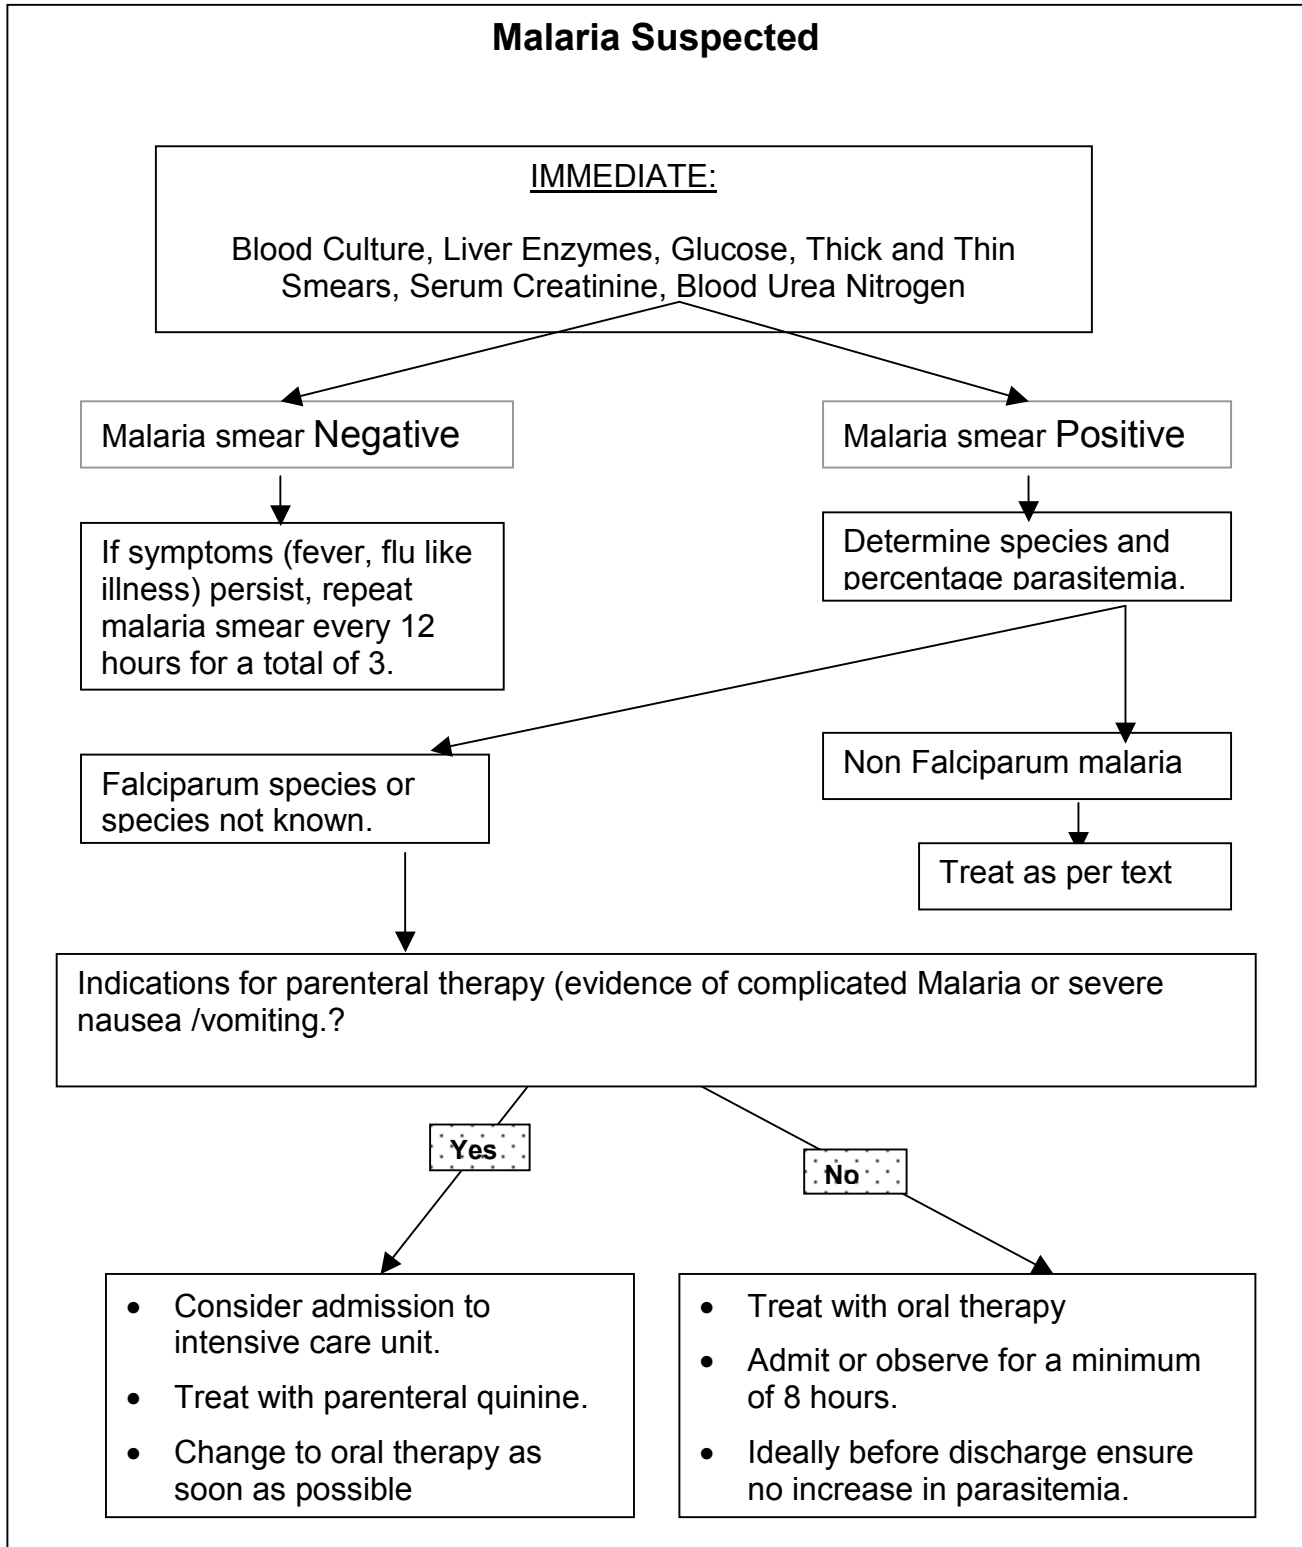 Malaria Suspected
IMMEDIATE:
Blood Culture, Liver Enzymes, Glucose, Thick and Thin
Smears, Serum Creatinine, Blood Urea Nitrogen
Malaria smear Negative
Malaria smear Positive
If symptoms (fever, flu like
illness) persist, repeat
malaria smear every 12
hours for a total of 3.
Determine species and
percentage parasitemia.
Falciparum species or
species not known.
Non Falciparum malaria
Treat as per text
Indications for parenteral therapy (evidence of complicated Malaria or severe
nausea /vomiting.?
Yes
No
• Consider admission to
intensive care unit.
• Treat with parenteral quinine.
• Change to oral therapy as
soon as possible
• Treat with oral therapy
• Admit or observe for a minimum
of 8 hours.
• Ideally before discharge ensure
no increase in parasitemia.